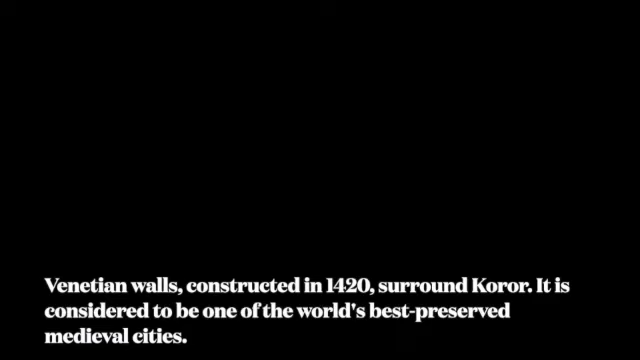 Venetian walls, constructed in 1420, surround Koror. It is
considered to be one of the world's best-preserved
medieval cities.